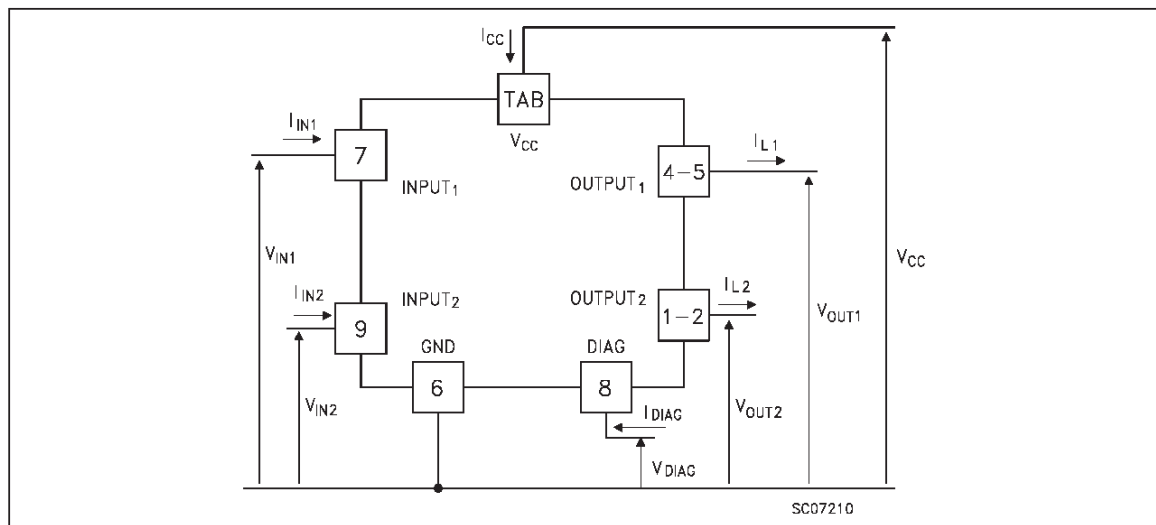 I_CC
TAB
V_CC
I_IN1
7
INPUT_1
OUTPUT_1
4-5
I_L1
V_IN1
V_CC
I_IN2
9
INPUT_2
OUTPUT_2
1-2
I_L2
V_OUT1
GND
6
DIAG
8
V_IN2
I_DIAG
V_OUT2
V_DIAG
SC07210